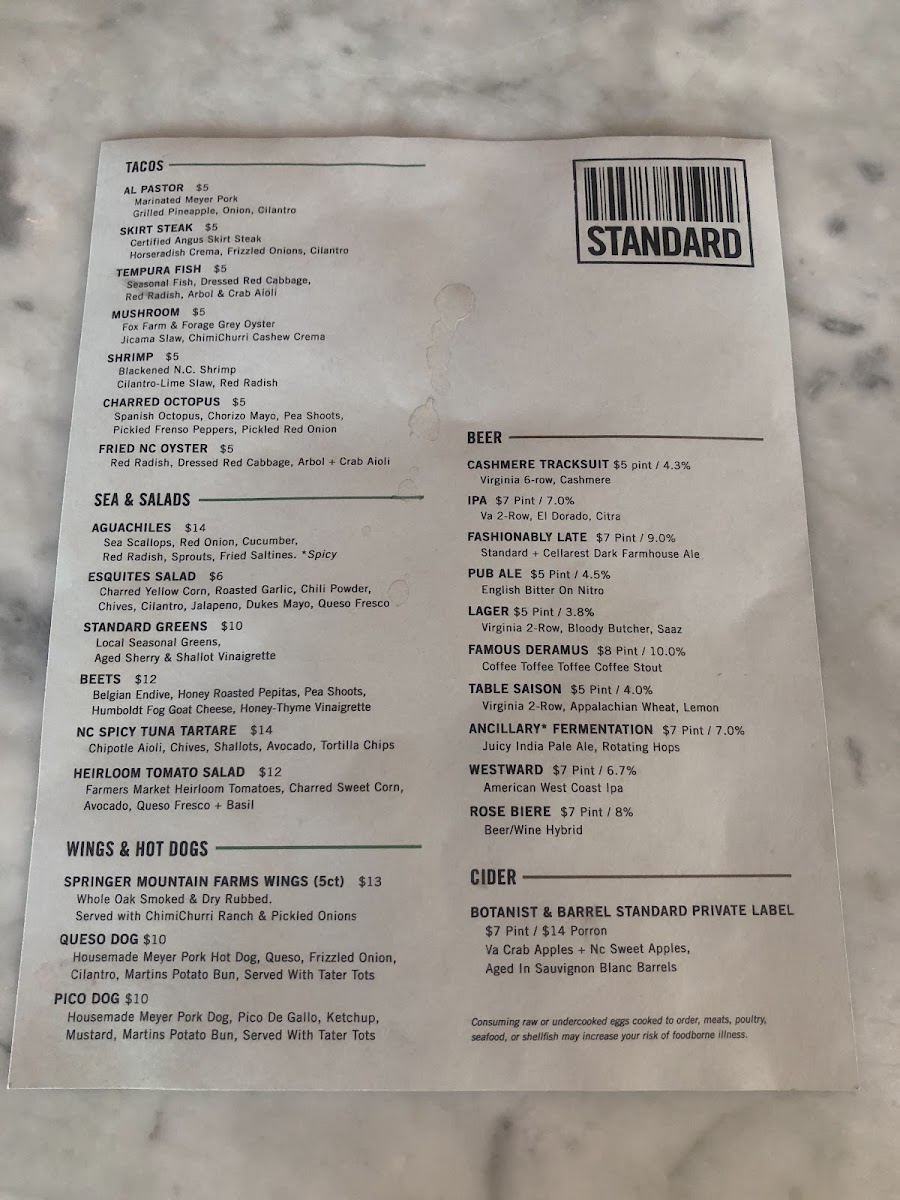 TACOS
AL PASTOR $5
Marinated Meyer Pork
Grilled Pineapple, Onion, Cilantro
SKIRT STEAK $5
Certified Angus Skirt Steak
Horseradish Crema, Frizzled Onions, Cilantro
TEMPURA FISH $5
Seasonal Fish, Dressed Red Cabbage,
Red Radish, Arbol & Crab Aioli
MUSHROOM $5
Fox Farm & Forage Grey Oyster
Jicama Slaw, ChimiChurri Cashew Crema
SHRIMP $5
Blackened N.C. Shrimp
Cilantro-Lime Slaw, Red Radish
CHARRED OCTOPUS $5
Spanish Octopus, Chorizo Mayo, Pea Shoots,
Pickled Frenso Peppers, Pickled Red Onion
FRIED NC OYSTER $5
Red Radish, Dressed Red Cabbage, Arbol + Crab Aioli
SEA & SALADS
AGUACHILES $14
Sea Scallops, Red Onion, Cucumber,
Red Radish, Sprouts, Fried Saltines. *Spicy
ESQUITES SALAD $6
Charred Yellow Corn, Roasted Garlic, Chili Powder,
Chives, Cilantro, Jalapeno, Dukes Mayo, Queso Fresco
STANDARD GREENS $10
Local Seasonal Greens,
Aged Sherry & Shallot Vinaigrette
BEETS $12
Belgian Endive, Honey Roasted Pepitas, Pea Shoots,
Humboldt Fog Goat Cheese, Honey-Thyme Vinaigrette
NC SPICY TUNA TARTARE $14
Chipotle Aioli, Chives, Shallots, Avocado, Tortilla Chips
HEIRLOOM TOMATO SALAD $12
Farmers Market Heirloom Tomatoes, Charred Sweet Corn,
Avocado, Queso Fresco + Basil
WINGS & HOT DOGS
SPRINGER MOUNTAIN FARMS WINGS (5ct) $13
Whole Oak Smoked & Dry Rubbed.
Served with ChimiChurri Ranch & Pickled Onions
QUESO DOG $10
Housemade Meyer Pork Hot Dog, Queso, Frizzled Onion,
Cilantro, Martins Potato Bun, Served With Tater Tots
PICO DOG $10
Housemade Meyer Pork Dog, Pico De Gallo, Ketchup,
Mustard, Martins Potato Bun, Served With Tater Tots
STANDARD
BEER
CASHMERE TRACKSUIT $5 pint / 4.3%
Virginia 6-row, Cashmere
IPA $7 Pint / 7.0%
Va 2-Row, El Dorado, Citra
FASHIONABLY LATE $7 Pint / 9.0%
Standard + Cellarest Dark Farmhouse Ale
PUB ALE $5 Pint / 4.5%
English Bitter On Nitro
LAGER $5 Pint / 3.8%
Virginia 2-Row, Bloody Butcher, Saaz
FAMOUS DERAMUS $8 Pint / 10.0%
Coffee Toffee Toffee Coffee Stout
TABLE SAISON $5 Pint / 4.0%
Virginia 2-Row, Appalachian Wheat, Lemon
ANCILLARY* FERMENTATION $7 Pint / 7.0%
Juicy India Pale Ale, Rotating Hops
WESTWARD $7 Pint / 6.7%
American West Coast Ipa
ROSE BIERE $7 Pint / 8%
Beer/Wine Hybrid
CIDER
BOTANIST & BARREL STANDARD PRIVATE LABEL
$7 Pint / $14 Porron
Va Crab Apples + Nc Sweet Apples,
Aged In Sauvignon Blanc Barrels
Consuming raw or undercooked eggs cooked to order, meats, poultry,
seafood, or shellfish may increase your risk of foodborne illness.